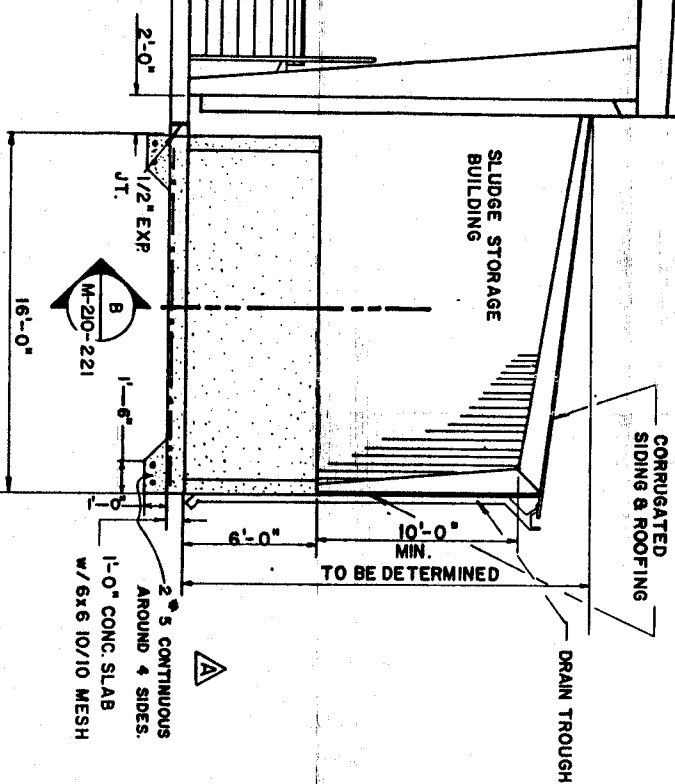 CORRUGATED
SIDING & ROOFING
DRAIN TROUGH
SLUDGE STORAGE
BUILDING
2'-0"
1/2" EXP.
JT.
B
M-210-221
16'-0"
1'-6"
1'-0"
6'-0"
10'-0"
MIN.
TO BE DETERMINED
2 # 5 CONTINUOUS
AROUND 4 SIDES.
1'-0" CONC. SLAB
W/ 6x6 10/10 MESH
A